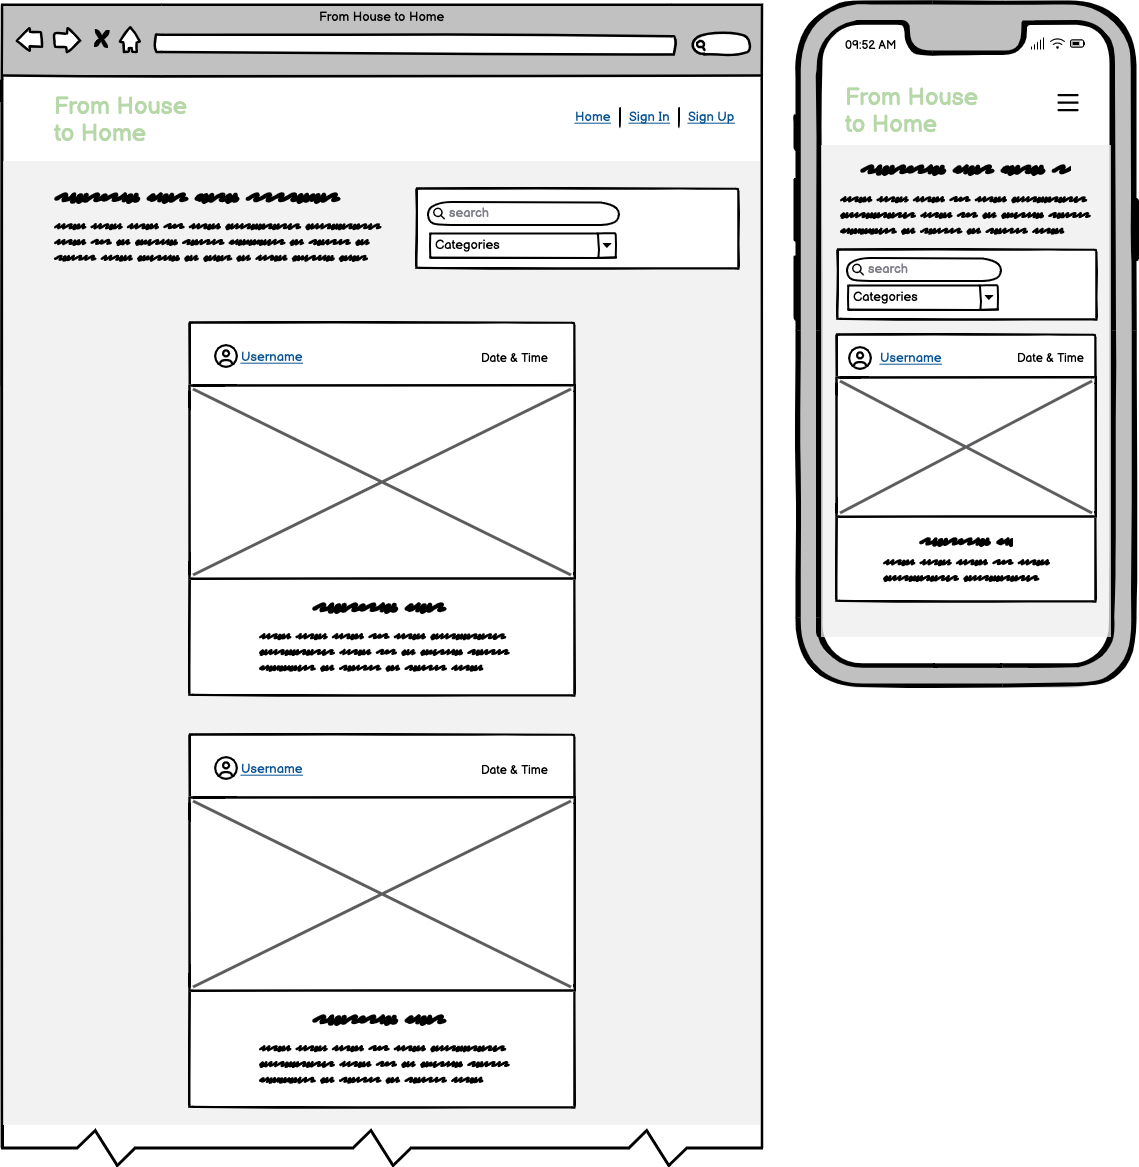 From House to Home
From House
to Home
Home
Sign In
Sign Up
search
Categories
Username
Date & Time
Username
Date & Time
09:52 AM
From House
to Home
search
Categories
Username
Date & Time